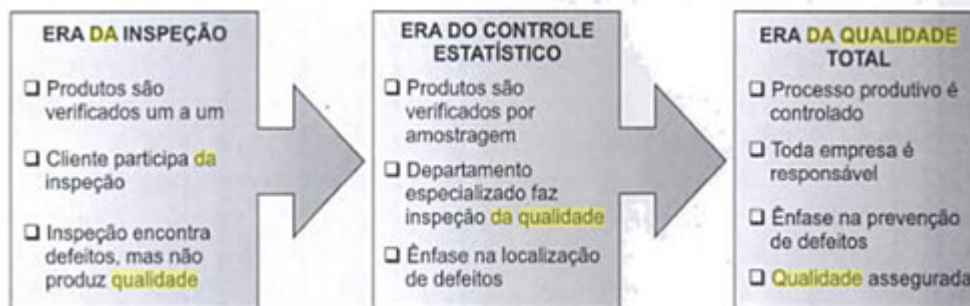 ERA DA INSPEÇÃO
❑ Produtos são
verificados um a um
❑ Cliente participa da
inspeção
❑ Inspeção encontra
defeitos, mas não
produz qualidade
ERA DO CONTROLE
ESTATÍSTICO
❑ Produtos são
verificados por
amostragem
❑ Departamento
especializado faz
inspeção da qualidade
❑ Ênfase na localização
de defeitos
ERA DA QUALIDADE
TOTAL
❑ Processo produtivo é
controlado
❑ Toda empresa é
responsável
❑ Ênfase na prevenção
de defeitos
❑ Qualidade assegurada